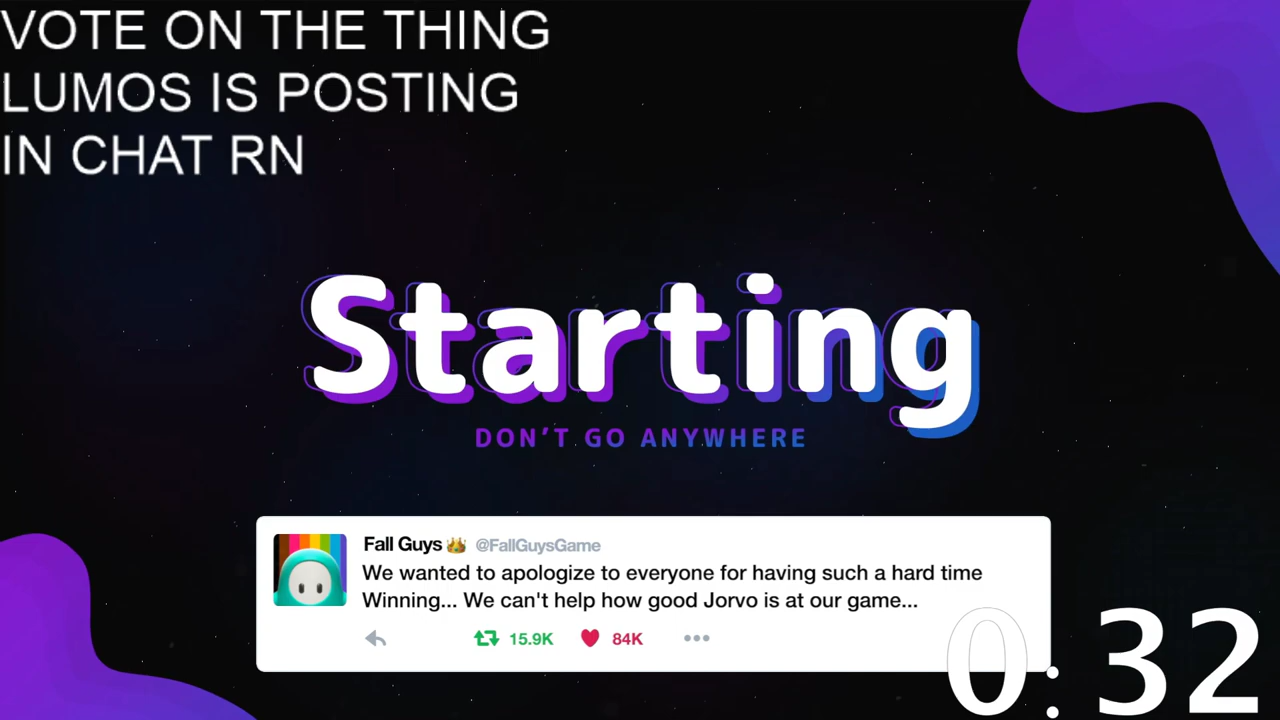 VOTE ON THE THING
LUMOS IS POSTING
IN CHAT RN
Starting
DON'T GO ANYWHERE
Fall Guys👑 @FallGuysGame
We wanted to apologize to everyone for having such a hard time
Winning... We can't help how good Jorvo is at our game...
15.9K 84K
0:32